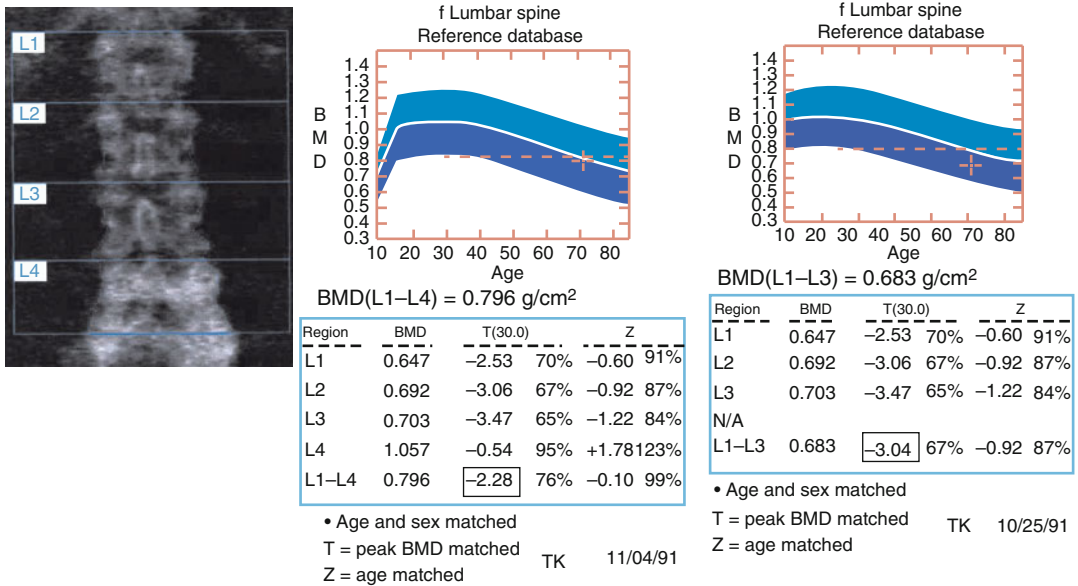 L1
L2
L3
L4
f Lumbar spine
Reference database
B
M
D
1.4
1.3
1.2
1.1
1.0
0.9
0.8
0.7
0.6
0.5
0.4
0.3
10 20 30 40 50 60 70 80
Age
BMD(L1–L4) = 0.796 g/cm²
Region BMD T(30.0) Z
L1 0.647 –2.53 70% –0.60 91%
L2 0.692 –3.06 67% –0.92 87%
L3 0.703 –3.47 65% –1.22 84%
L4 1.057 –0.54 95% +1.78 123%
L1–L4 0.796 –2.28 76% –0.10 99%
• Age and sex matched
T = peak BMD matched
Z = age matched
TK 11/04/91
f Lumbar spine
Reference database
B
M
D
1.4
1.3
1.2
1.1
1.0
0.9
0.8
0.7
0.6
0.5
0.4
0.3
10 20 30 40 50 60 70 80
Age
BMD(L1–L3) = 0.683 g/cm²
Region BMD T(30.0) Z
L1 0.647 –2.53 70% –0.60 91%
L2 0.692 –3.06 67% –0.92 87%
L3 0.703 –3.47 65% –1.22 84%
N/A
L1–L3 0.683 –3.04 67% –0.92 87%
• Age and sex matched
T = peak BMD matched
Z = age matched
TK 10/25/91